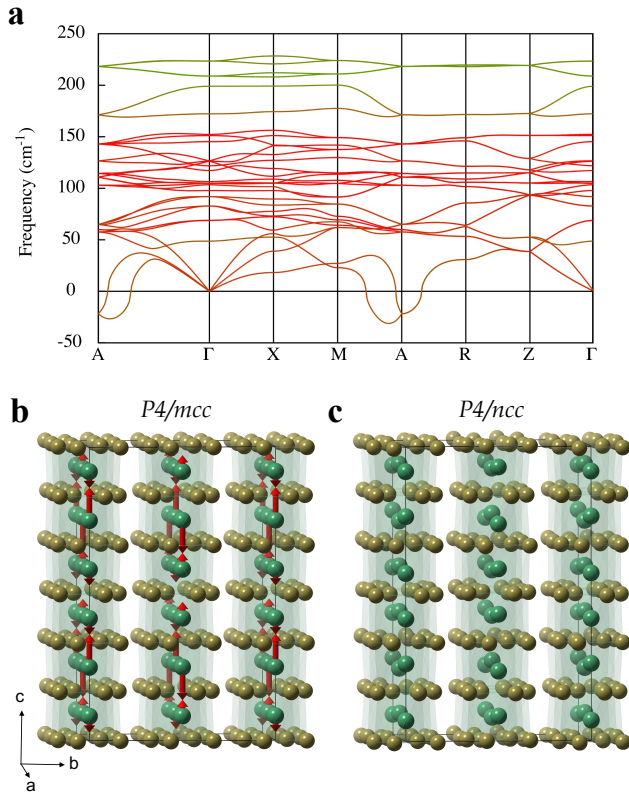 a
Frequency (cm⁻¹)
250
200
150
100
50
0
-50
A Γ X M A R Z Γ
b P4/mcc
c P4/ncc
c
b
a